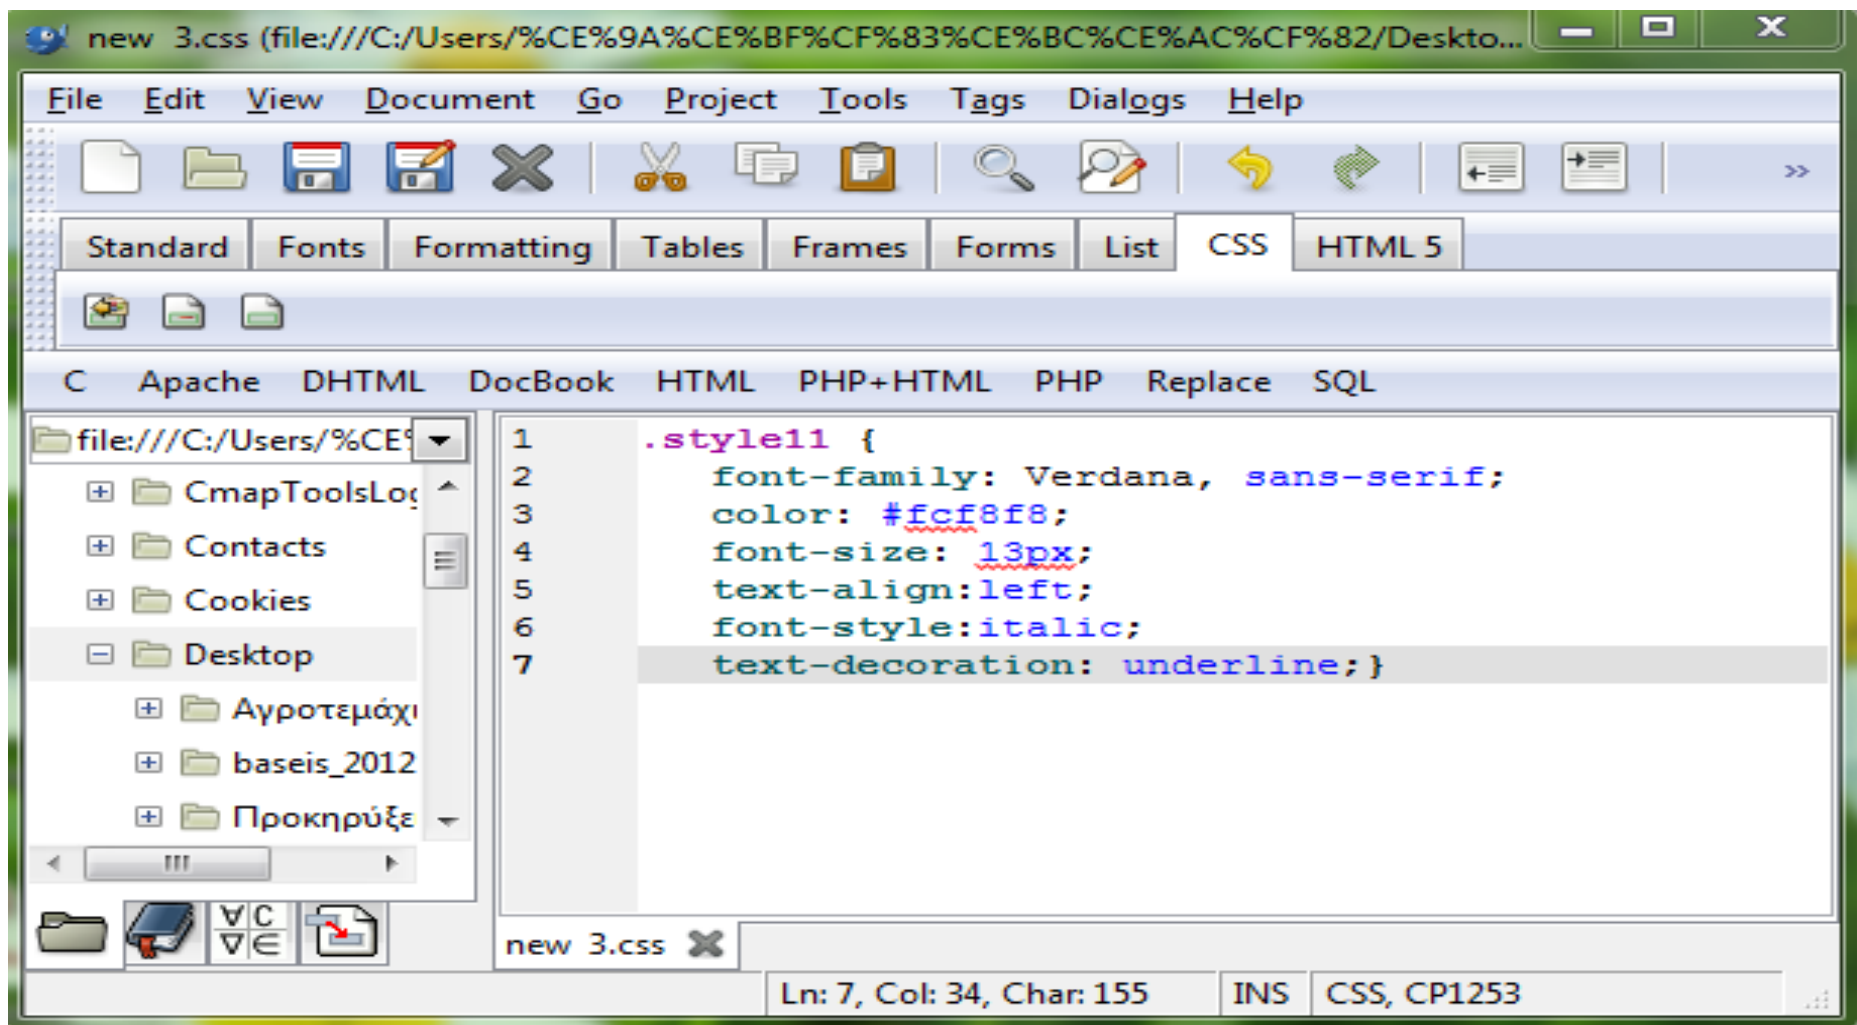 new 3.css (file:///C:/Users/%CE%9A%CE%BF%CF%83%CE%BC%CE%AC%CF%82/Deskto...
File Edit View Document Go Project Tools Tags Dialogs Help
»
Standard Fonts Formatting Tables Frames Forms List CSS HTML 5
C Apache DHTML DocBook HTML PHP+HTML PHP Replace SQL
file:///C:/Users/%CE
CmapToolsLog
Contacts
Cookies
Desktop
Αγροτεμάχι
baseis_2012
Προκηρύξε
1 .style11 {
2 font-family: Verdana, sans-serif;
3 color: #fcf8f8;
4 font-size: 13px;
5 text-align:left;
6 font-style:italic;
7 text-decoration: underline;}
∀ C
∇ ∈
new 3.css
Ln: 7, Col: 34, Char: 155 INS CSS, CP1253